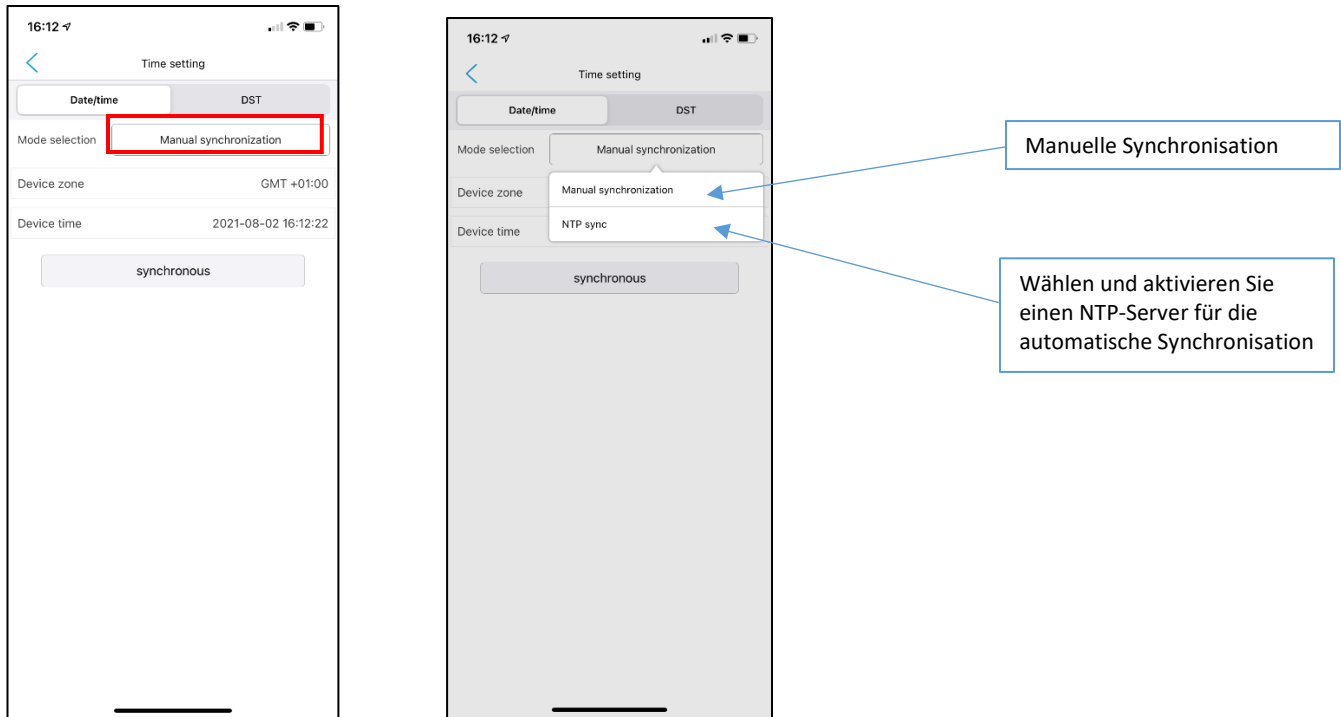 16:12
Time setting
Date/time DST
Mode selection Manual synchronization
Device zone GMT +01:00
Device time 2021-08-02 16:12:22
synchronous
16:12
Time setting
Date/time DST
Mode selection Manual synchronization
Device zone Manual synchronization
Device time NTP sync
synchronous
Manuelle Synchronisation
Wählen und aktivieren Sie
einen NTP-Server für die
automatische Synchronisation